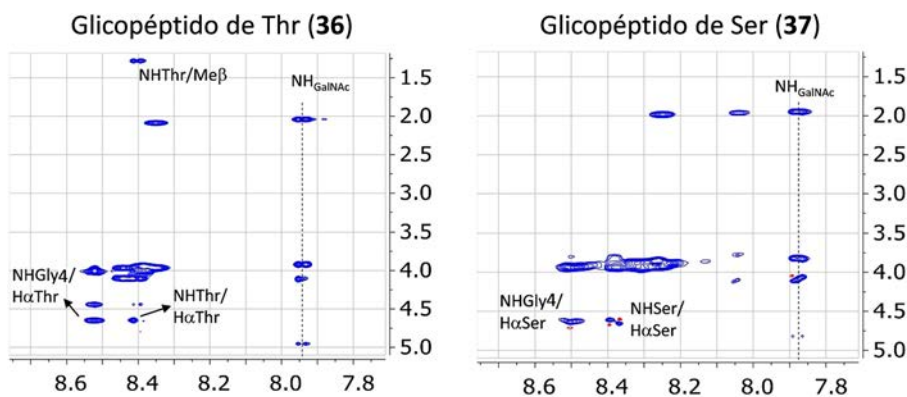 Glicopéptido de Thr (36)
NHThr/Meβ
NH_GalNAc
NHGly4/
HαThr
NHThr/
HαThr
1.5
2.0
2.5
3.0
3.5
4.0
4.5
5.0
8.6
8.4
8.2
8.0
7.8
Glicopéptido de Ser (37)
NH_GalNAc
NHGly4/
HαSer
NHSer/
HαSer
1.5
2.0
2.5
3.0
3.5
4.0
4.5
5.0
8.6
8.4
8.2
8.0
7.8